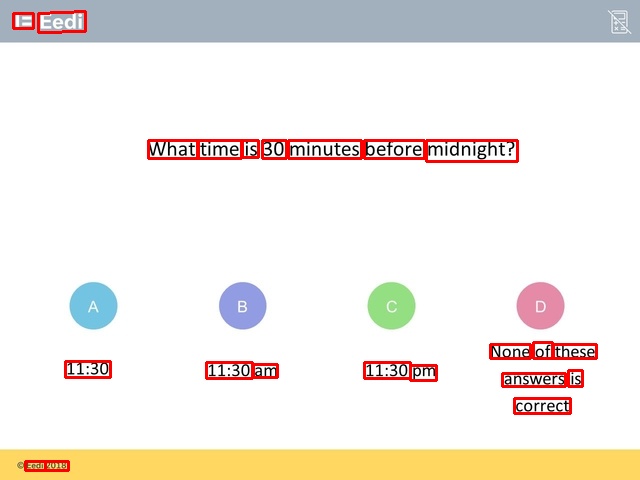 Eedi
What time is 30 minutes before midnight?
A
B
C
D
11:30
11:30 am
11:30 pm
None of these
answers is
correct
© Eedi 2018